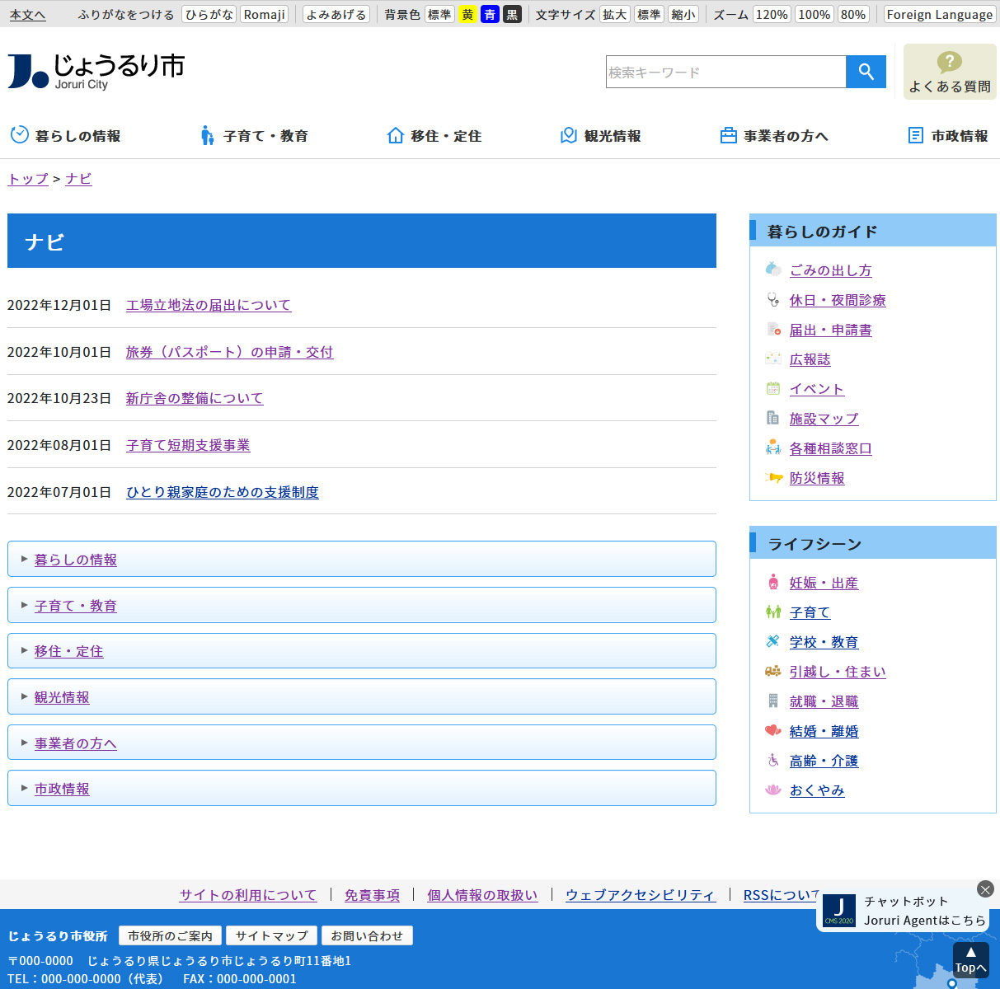 本文へ ふりがなをつける ひらがな Romaji よみあげる 背景色 標準 黄 青 黒 文字サイズ 拡大 標準 縮小 ズーム 120% 100% 80% Foreign Language
じょうるり市
Joruri City
検索キーワード
?
よくある質問
暮らしの情報 子育て・教育 移住・定住 観光情報 事業者の方へ 市政情報
トップ > ナビ
ナビ
2022年12月01日 工場立地法の届出について
2022年10月01日 旅券（パスポート）の申請・交付
2022年10月23日 新庁舎の整備について
2022年08月01日 子育て短期支援事業
2022年07月01日 ひとり親家庭のための支援制度
暮らしの情報
子育て・教育
移住・定住
観光情報
事業者の方へ
市政情報
暮らしのガイド
ごみの出し方
休日・夜間診療
届出・申請書
広報誌
イベント
施設マップ
各種相談窓口
防災情報
ライフシーン
妊娠・出産
子育て
学校・教育
引越し・住まい
就職・退職
結婚・離婚
高齢・介護
おくやみ
サイトの利用について 免責事項 個人情報の取扱い ウェブアクセシビリティ RSSについて
J
CMS 2020
チャットボット
Joruri Agentはこちら
じょうるり市役所 市役所のご案内 サイトマップ お問い合わせ
〒000-0000 じょうるり県じょうるり市じょうるり町11番地1
TEL：000-000-0000（代表） FAX：000-000-0001
▲
Topへ